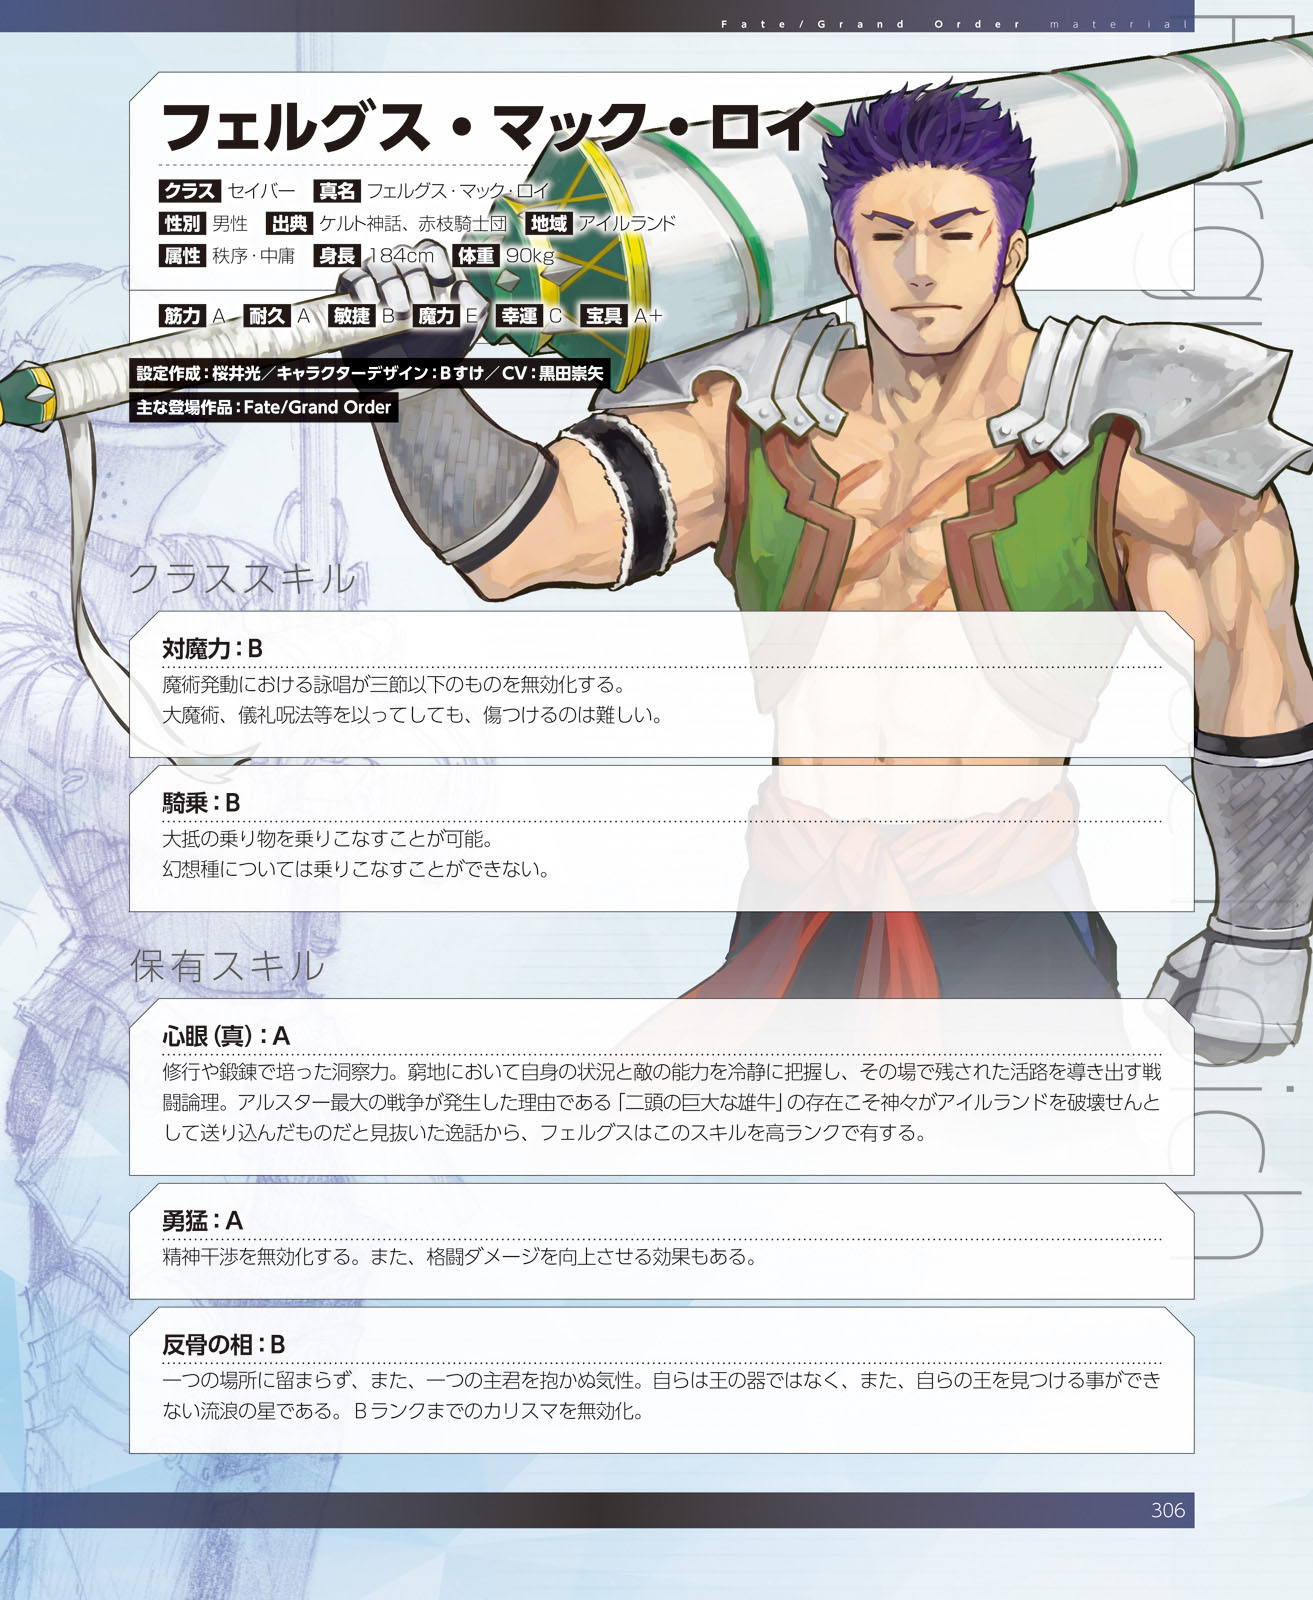 Fate/Grand Order material
フェルグス・マック・ロイ
クラス セイバー 真名 フェルグス・マック・ロイ
性別 男性 出典 ケルト神話、赤枝騎士団 地域 アイルランド
属性 秩序・中庸 身長 184cm 体重 90kg
筋力 A 耐久 A 敏捷 B 魔力 E 幸運 C 宝具 A+
設定作成：桜井光／キャラクターデザイン：Bすけ／CV：黒田崇矢
主な登場作品：Fate/Grand Order
クラススキル
対魔力：B
魔術発動における詠唱が三節以下のものを無効化する。
大魔術、儀礼呪法等を以ってしても、傷つけるのは難しい。
騎乗：B
大抵の乗り物を乗りこなすことが可能。
幻想種については乗りこなすことができない。
保有スキル
心眼（真）：A
修行や鍛錬で培った洞察力。窮地において自身の状況と敵の能力を冷静に把握し、その場で残された活路を導き出す戦
闘論理。アルスター最大の戦争が発生した理由である「二頭の巨大な雄牛」の存在こそ神々がアイルランドを破壊せんと
して送り込んだものだと見抜いた逸話から、フェルグスはこのスキルを高ランクで有する。
勇猛：A
精神干渉を無効化する。また、格闘ダメージを向上させる効果もある。
反骨の相：B
一つの場所に留まらず、また、一つの主君を抱かぬ気性。自らは王の器ではなく、また、自らの王を見つける事ができ
ない流浪の星である。Bランクまでのカリスマを無効化。
306